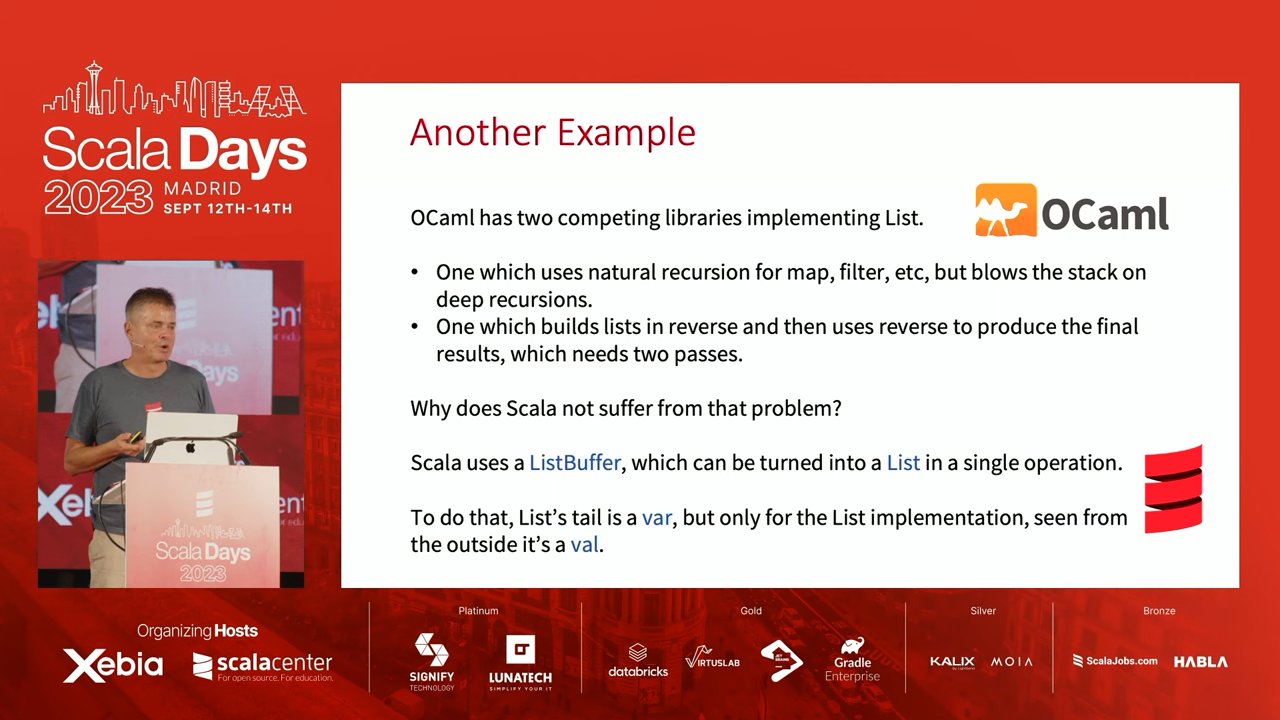 Scala Days
2023 MADRID
SEPT 12TH-14TH
Another Example
OCaml has two competing libraries implementing List.
OCaml
• One which uses natural recursion for map, filter, etc, but blows the stack on
deep recursions.
• One which builds lists in reverse and then uses reverse to produce the final
results, which needs two passes.
Why does Scala not suffer from that problem?
Scala uses a ListBuffer, which can be turned into a List in a single operation.
To do that, List's tail is a var, but only for the List implementation, seen from
the outside it's a val.
Scala Days
2023
Organizing Hosts
Xebia
scalacenter
For open source. For education.
Platinum
SIGNIFY
TECHNOLOGY
LUNATECH
SIMPLIFY YOUR IT
Gold
databricks
VIRTUSLAB
JET
BRAINS
Gradle
Enterprise
Silver
KALIX
MOIA
Bronze
ScalaJobs.com
HABLA